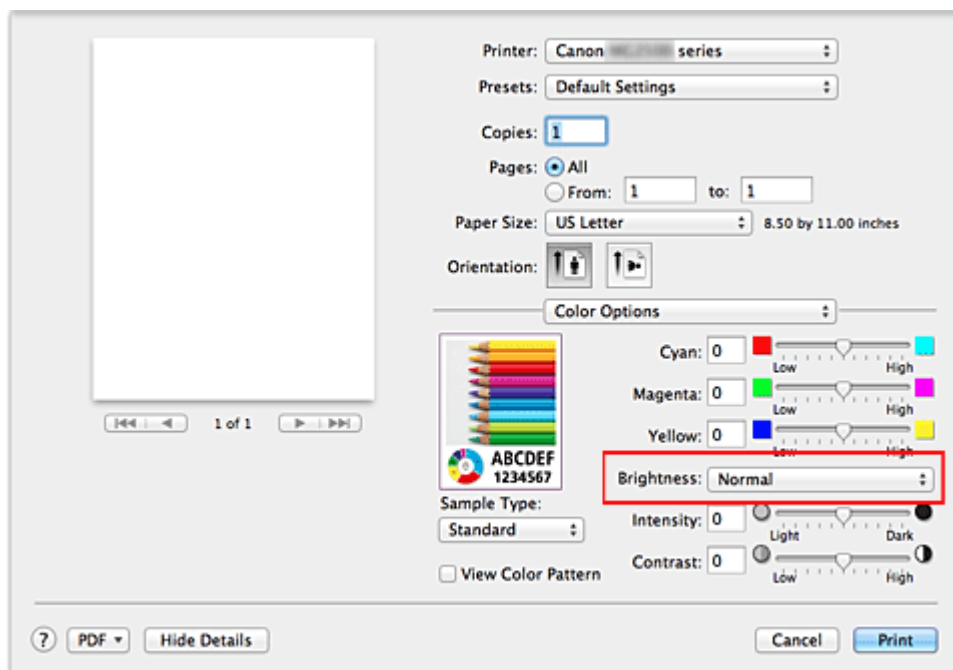 Printer: Canon series
Presets: Default Settings
Copies: 1
Pages: All
From: 1 to: 1
Paper Size: US Letter 8.50 by 11.00 inches
Orientation:
Color Options
Cyan: 0
Low High
Magenta: 0
Low High
Yellow: 0
Low High
ABCDEF
1234567
Brightness: Normal
Sample Type:
Standard
Intensity: 0
Light Dark
Contrast: 0
Low High
View Color Pattern
1 of 1
? PDF Hide Details Cancel Print